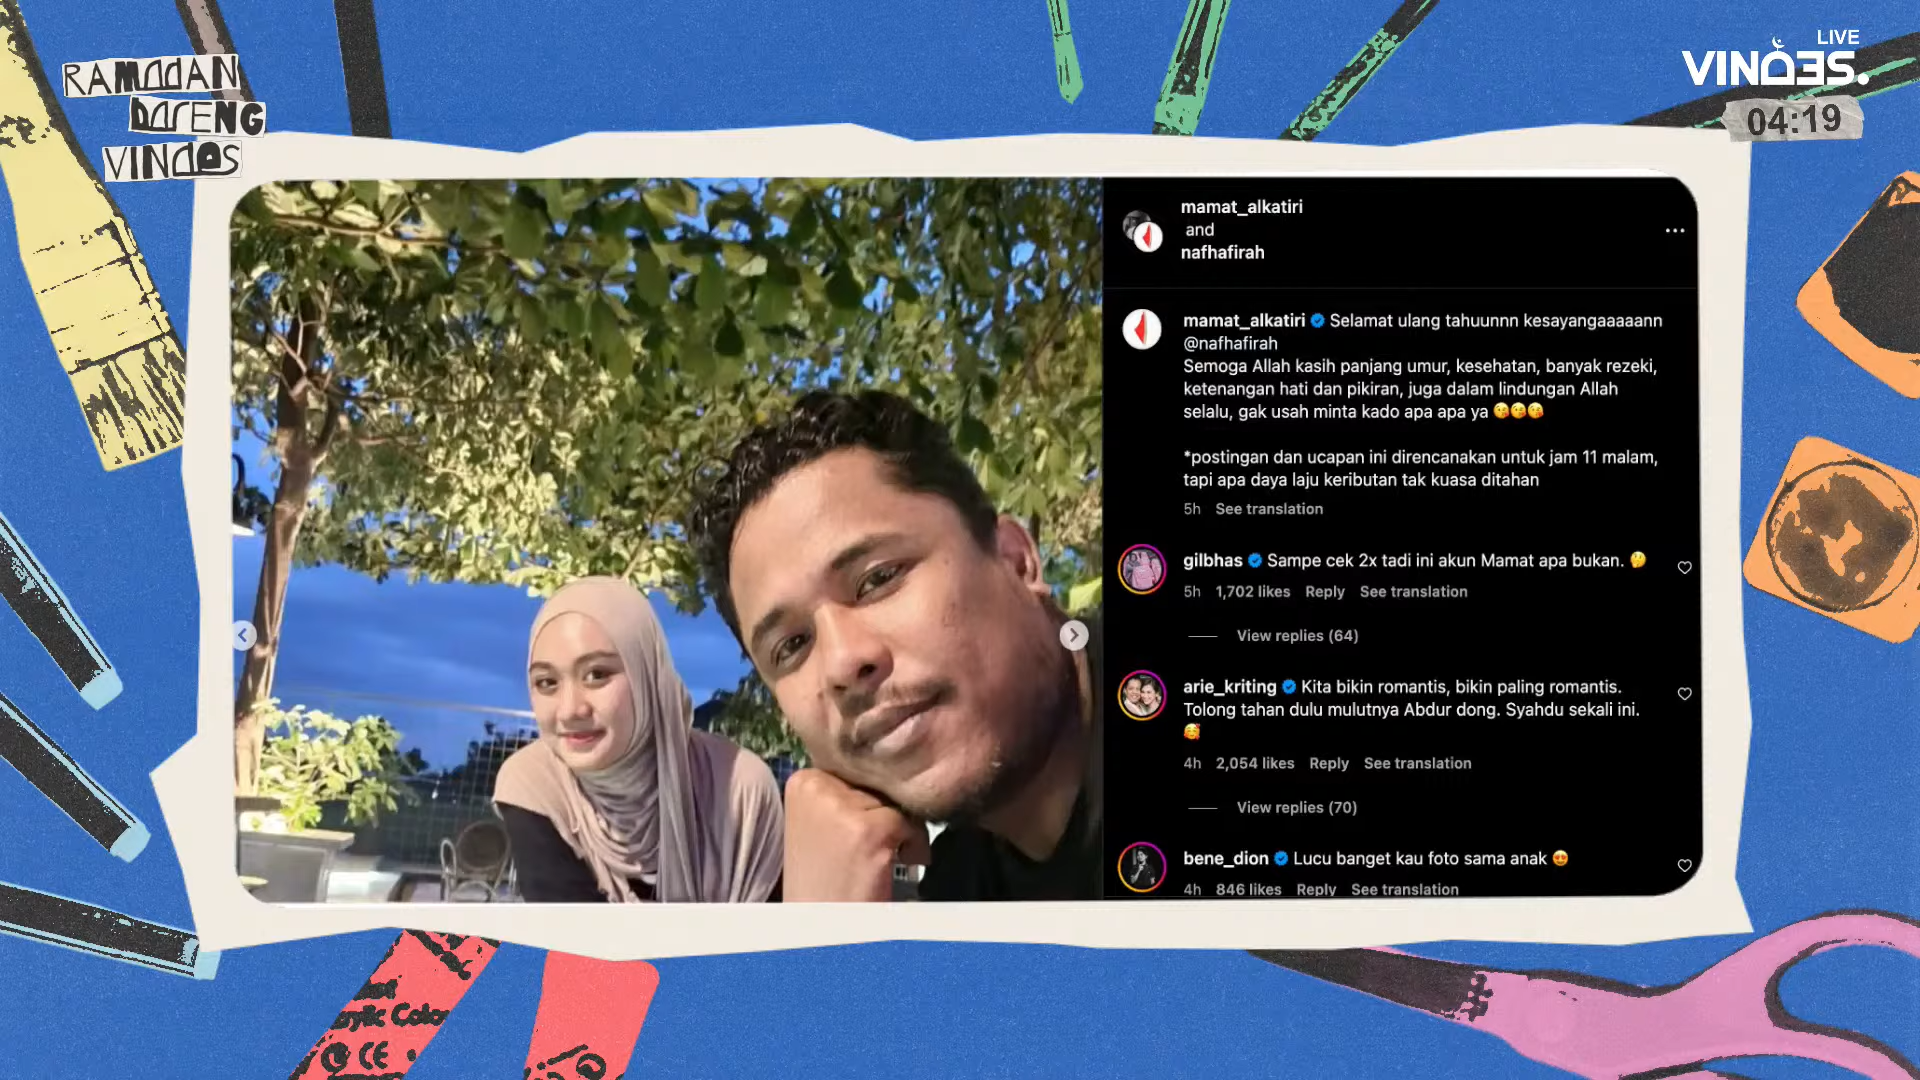 RAMADAN
BARENG
VINDES
LIVE
VINDES.
04:19
mamat_alkatiri
and
nafhafirah
mamat_alkatiri Selamat ulang tahuunnn kesayangaaaaann
@nafhafirah
Semoga Allah kasih panjang umur, kesehatan, banyak rezeki,
ketenangan hati dan pikiran, juga dalam lindungan Allah
selalu, gak usah minta kado apa apa ya 😘😘😘
*postingan dan ucapan ini direncanakan untuk jam 11 malam,
tapi apa daya laju keributan tak kuasa ditahan
5h See translation
gilbhas Sampe cek 2x tadi ini akun Mamat apa bukan. 🤔
5h 1,702 likes Reply See translation
View replies (64)
arie_kriting Kita bikin romantis, bikin paling romantis.
Tolong tahan dulu mulutnya Abdur dong. Syahdu sekali ini.
🥰
4h 2,054 likes Reply See translation
View replies (70)
bene_dion Lucu banget kau foto sama anak 😍
4h 846 likes Reply See translation
Color
CE